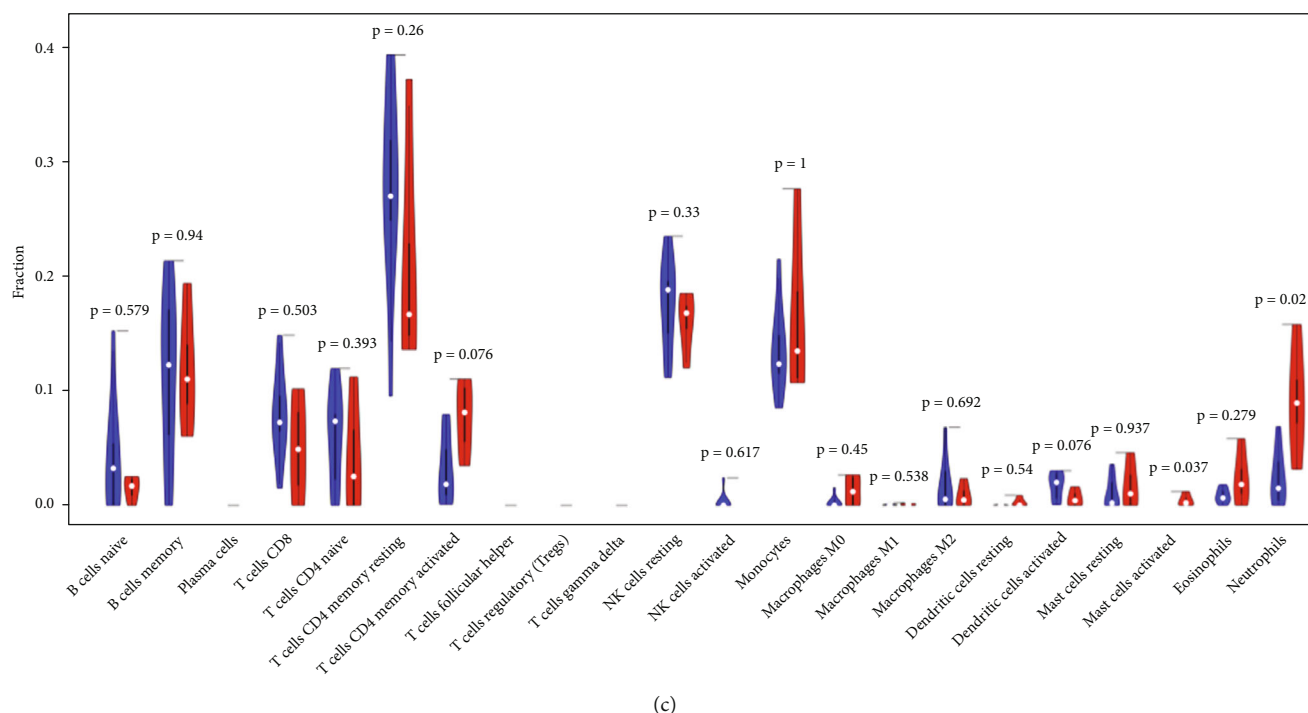 Fraction
0.4
0.3
0.2
0.1
0.0
p = 0.579
p = 0.94
p = 0.503
p = 0.393
p = 0.26
p = 0.076
p = 0.33
p = 0.617
p = 1
p = 0.45
p = 0.538
p = 0.692
p = 0.54
p = 0.076
p = 0.937
p = 0.037
p = 0.279
p = 0.02
B cells naive
B cells memory
Plasma cells
T cells CD8
T cells CD4 naive
T cells CD4 memory resting
T cells CD4 memory activated
T cells follicular helper
T cells regulatory (Tregs)
T cells gamma delta
NK cells resting
NK cells activated
Monocytes
Macrophages M0
Macrophages M1
Macrophages M2
Dendritic cells resting
Dendritic cells activated
Mast cells resting
Mast cells activated
Eosinophils
Neutrophils
(c)